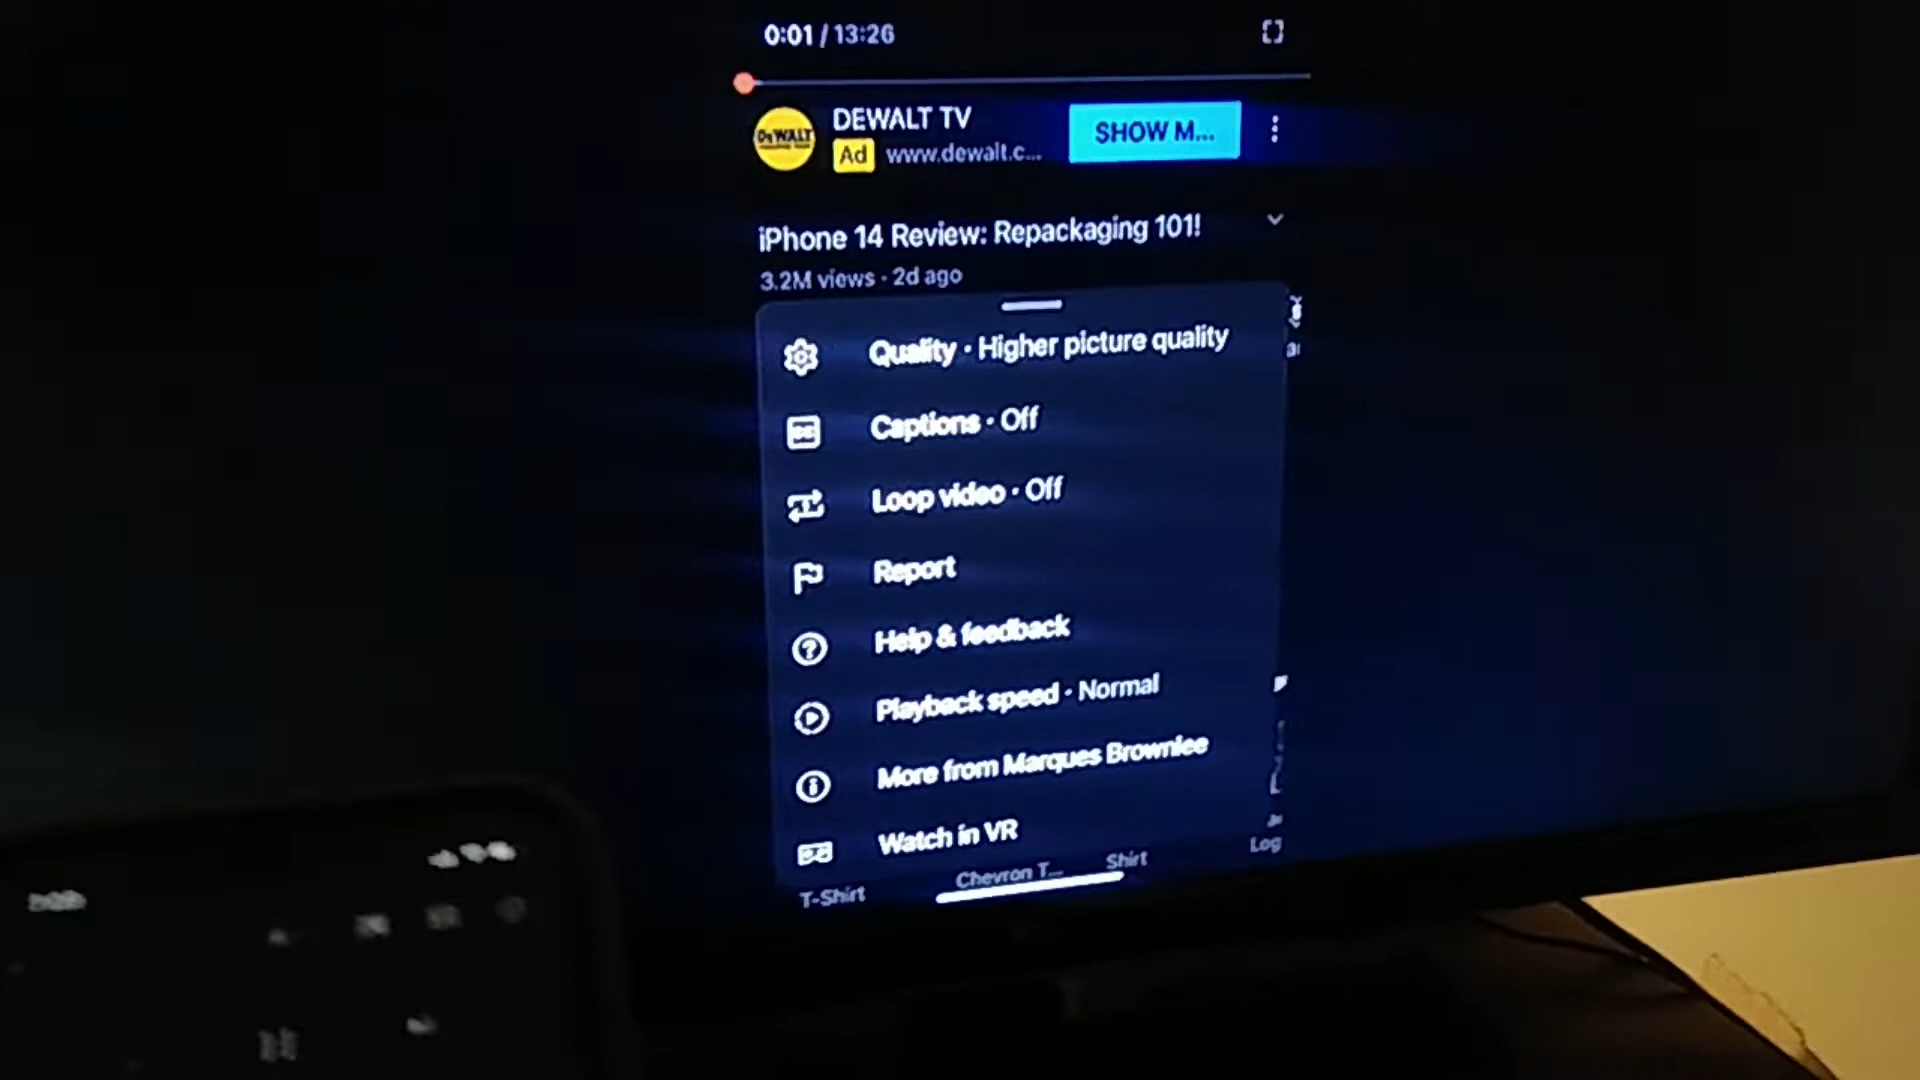 0:01 / 13:26
DEWALT
DEWALT TV
Ad www.dewalt.c...
SHOW M...
iPhone 14 Review: Repackaging 101!
3.2M views · 2d ago
Quality · Higher picture quality
Captions · Off
Loop video · Off
Report
Help & feedback
Playback speed · Normal
More from Marques Brownlee
Watch in VR
T-Shirt
Chevron T...
Shirt
Log